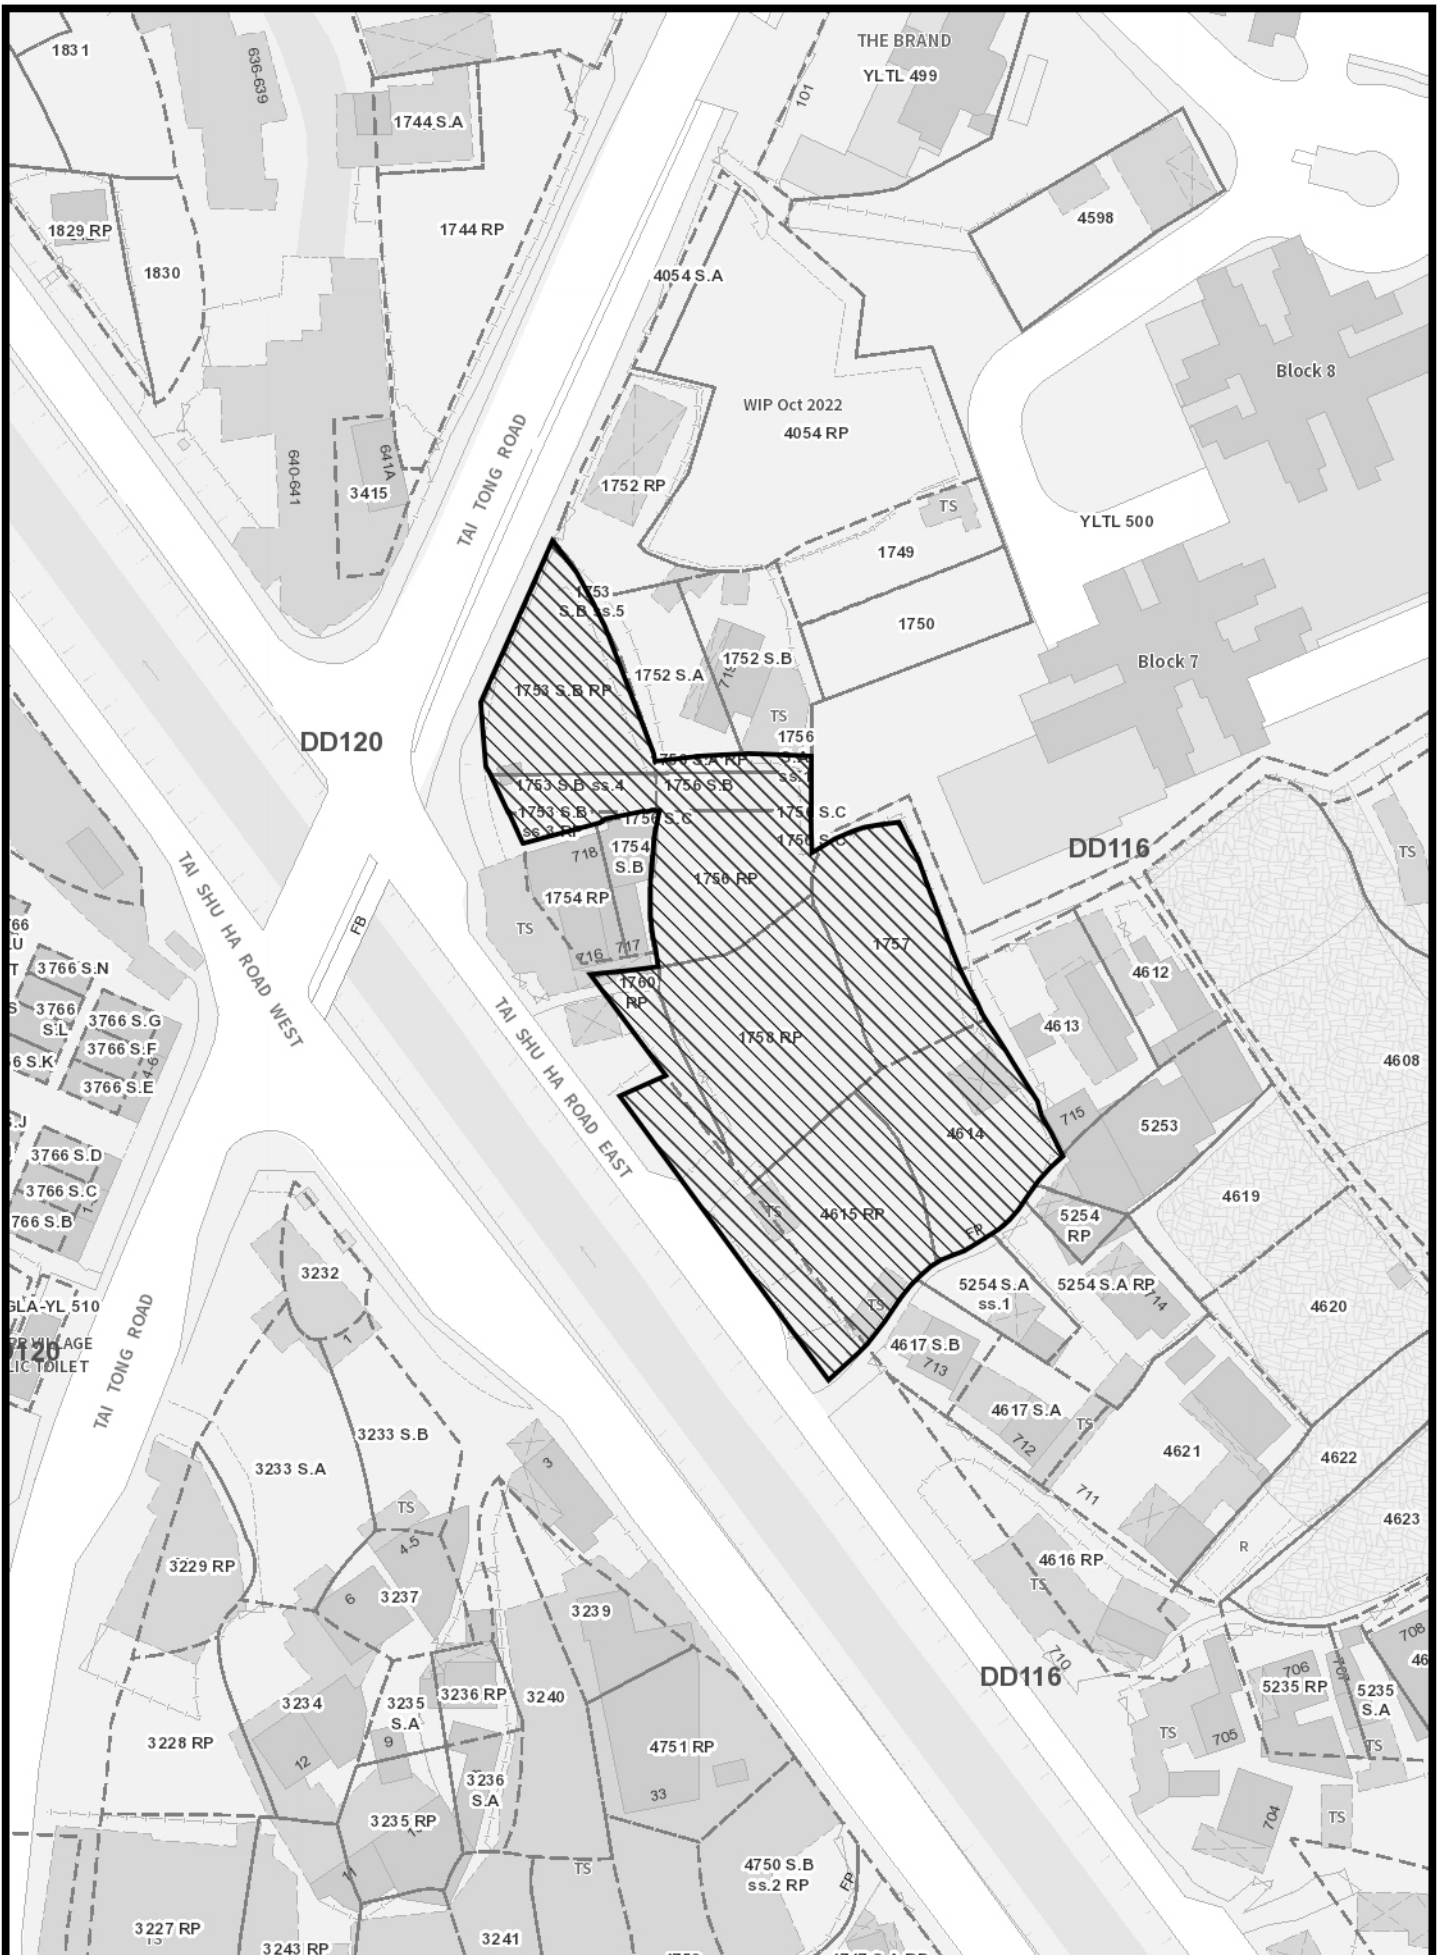 1831
636-639
1744 S.A
THE BRAND
YLTL 499
101
1829 RP
1830
1744 RP
4598
4054 S.A
Block 8
WIP Oct 2022
4054 RP
TAI TONG ROAD
640-641
641A
3415
1752 RP
TS
YLTL 500
1749
1753
S.B ss.5
1750
1752 S.A
1752 S.B
719
Block 7
1753 S.B RP
TS
DD120
1756
1753 S.B ss.4
1756 S.B
1753 S.B
ss.3 RP
1756 S.C
718
1754
S.B
DD116
TS
1754 RP
1756 RP
TS
716
717
1757
FB
TAI SHU HA ROAD WEST
3766 S.N
3766
S.L
3766 S.G
3766 S.F
3766 S.E
1760
RP
4612
4613
1758 RP
4608
TAI SHU HA ROAD EAST
3766 S.D
3766 S.C
766 S.B
715
5253
4614
4619
TS
4615 RP
FP
5254
RP
3232
1
GLA-YL 510
TAI TONG ROAD
5254 S.A
ss.1
5254 S.A RP
714
4620
TS
4617 S.B
713
4617 S.A
712
TS
3233 S.B
3233 S.A
3
4621
4622
711
TS
4-5
4623
R
3229 RP
6
3237
4616 RP
TS
3239
710
DD116
708
3234
3235
S.A
3236 RP
3240
706
707
5235 RP
5235
S.A
3228 RP
12
9
4751 RP
TS
705
TS
3236
S.A
33
3235 RP
11
704
TS
4750 S.B
ss.2 RP
TS
FP
3227 RP
TS
3243 RP
3241